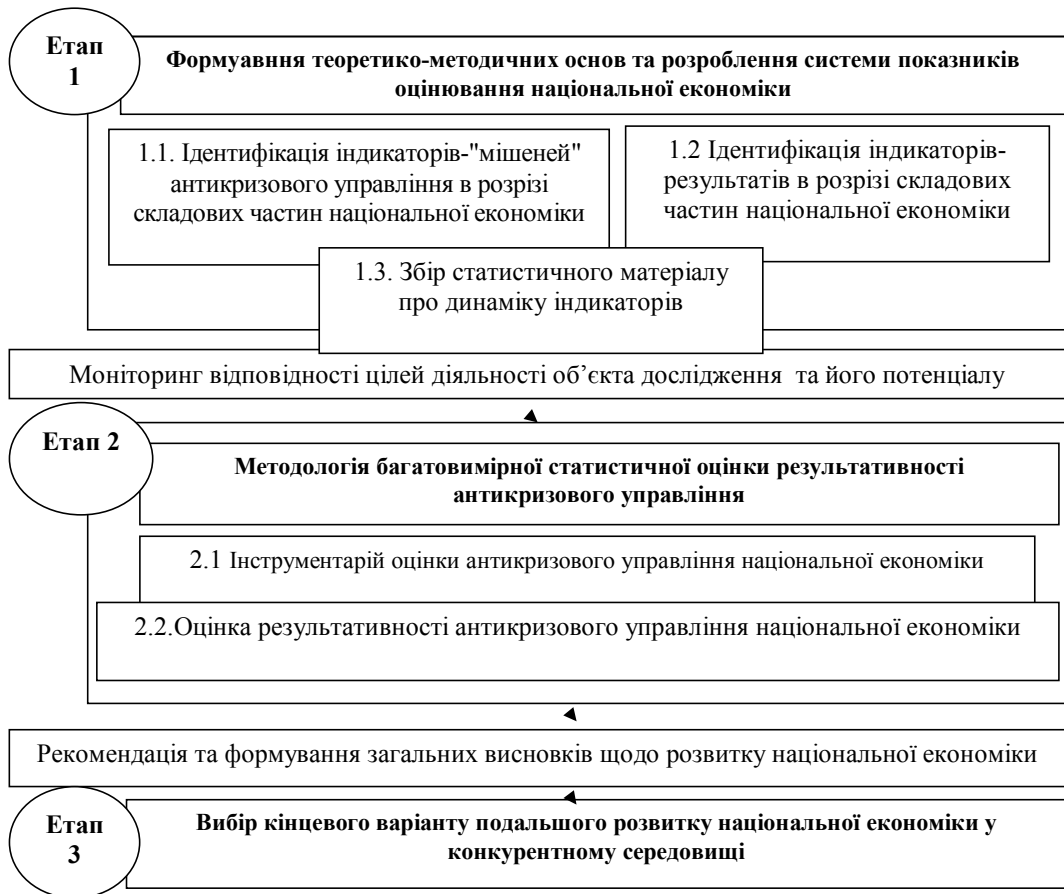 Етап
1
Формуавння теоретико-методичних основ та розроблення системи показників
оцінювання національної економіки
1.1. Ідентифікація індикаторів-"мішеней"
антикризового управління в розрізі
складових частин національної економіки
1.2 Ідентифікація індикаторів-
результатів в розрізі складових
частин національної економіки
1.3. Збір статистичного матеріалу
про динаміку індикаторів
Моніторинг відповідності цілей діяльності об’єкта дослідження та його потенціалу
Етап 2
Методологія багатовимірної статистичної оцінки результативності
антикризового управління
2.1 Інструментарій оцінки антикризового управління національної економіки
2.2.Оцінка результативності антикризового управління національної економіки
Рекомендація та формування загальних висновків щодо розвитку національної економіки
Етап
3
Вибір кінцевого варіанту подальшого розвитку національної економіки у
конкурентному середовищі